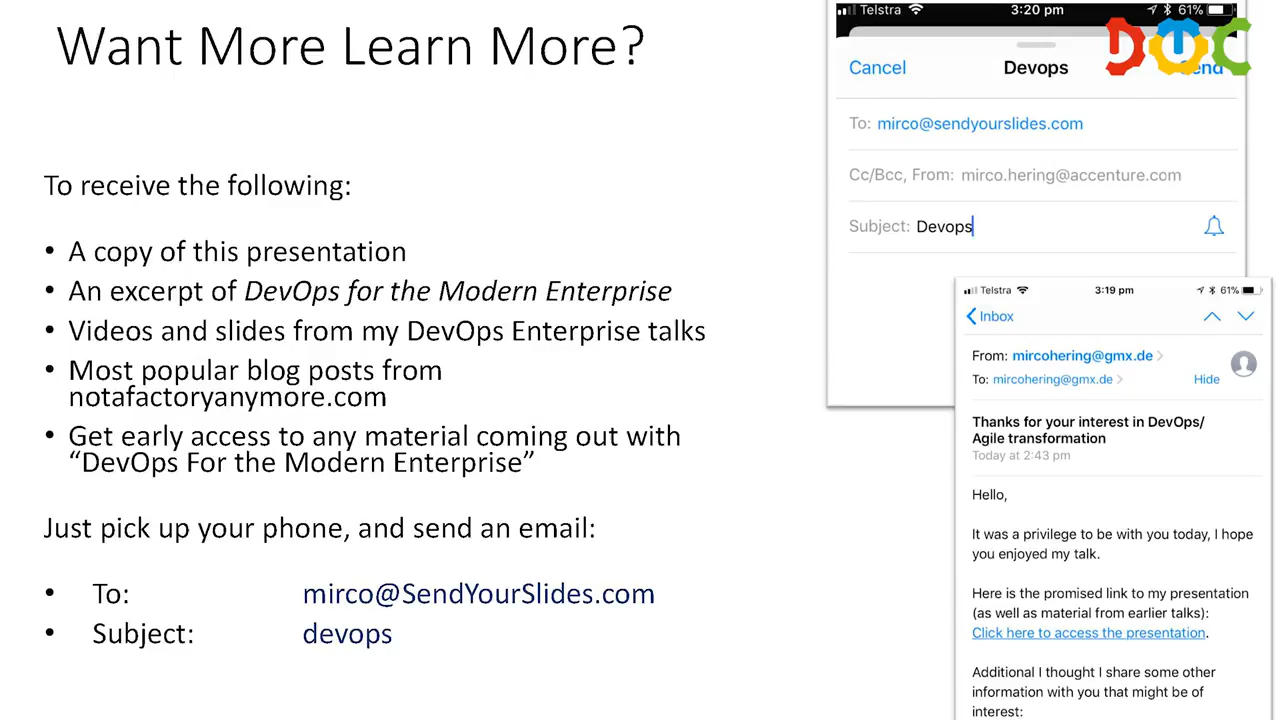 Want More Learn More?
To receive the following:
• A copy of this presentation
• An excerpt of DevOps for the Modern Enterprise
• Videos and slides from my DevOps Enterprise talks
• Most popular blog posts from
notafactoryanymore.com
• Get early access to any material coming out with
“DevOps For the Modern Enterprise”
Just pick up your phone, and send an email:
• To: mirco@SendYourSlides.com
• Subject: devops
Telstra 3:20 pm 61%
Cancel Devops Send
DTC
To: mirco@sendyourslides.com
Cc/Bcc, From: mirco.hering@accenture.com
Subject: Devops
Telstra 3:19 pm 61%
Inbox
From: mircohering@gmx.de
To: mircohering@gmx.de Hide
Thanks for your interest in DevOps/
Agile transformation
Today at 2:43 pm
Hello,
It was a privilege to be with you today, I hope
you enjoyed my talk.
Here is the promised link to my presentation
(as well as material from earlier talks):
Click here to access the presentation.
Additional I thought I share some other
information with you that might be of
interest: